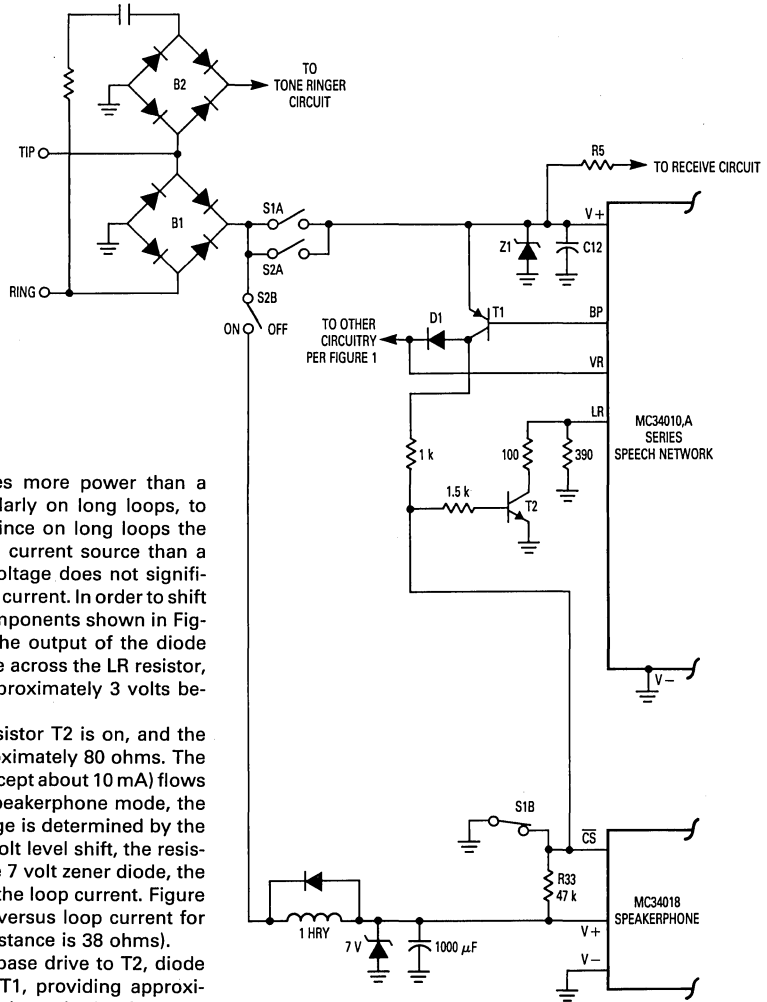 B2
TO
TONE RINGER
CIRCUIT
TIP
R5
TO RECEIVE CIRCUIT
S1A
V+
B1
S2A
Z1
C12
RING
S2B
ON
OFF
TO OTHER
CIRCUITRY
PER FIGURE 1
D1
T1
BP
VR
LR
MC34010,A
SERIES
SPEECH NETWORK
1 k
100
390
1.5 k
T2
V−
es more power than a
larly on long loops, to
ince on long loops the
current source than a
oltage does not signifi-
current. In order to shift
mponents shown in Fig-
he output of the diode
e across the LR resistor,
proximately 3 volts be-
sistor T2 is on, and the
oximately 80 ohms. The
cept about 10 mA) flows
peakerphone mode, the
ge is determined by the
olt level shift, the resis-
e 7 volt zener diode, the
the loop current. Figure
versus loop current for
stance is 38 ohms).
base drive to T2, diode
T1, providing approxi-
S1B
CS
R33
47 k
MC34018
SPEAKERPHONE
1 HRY
V+
7 V
1000 μF
V−